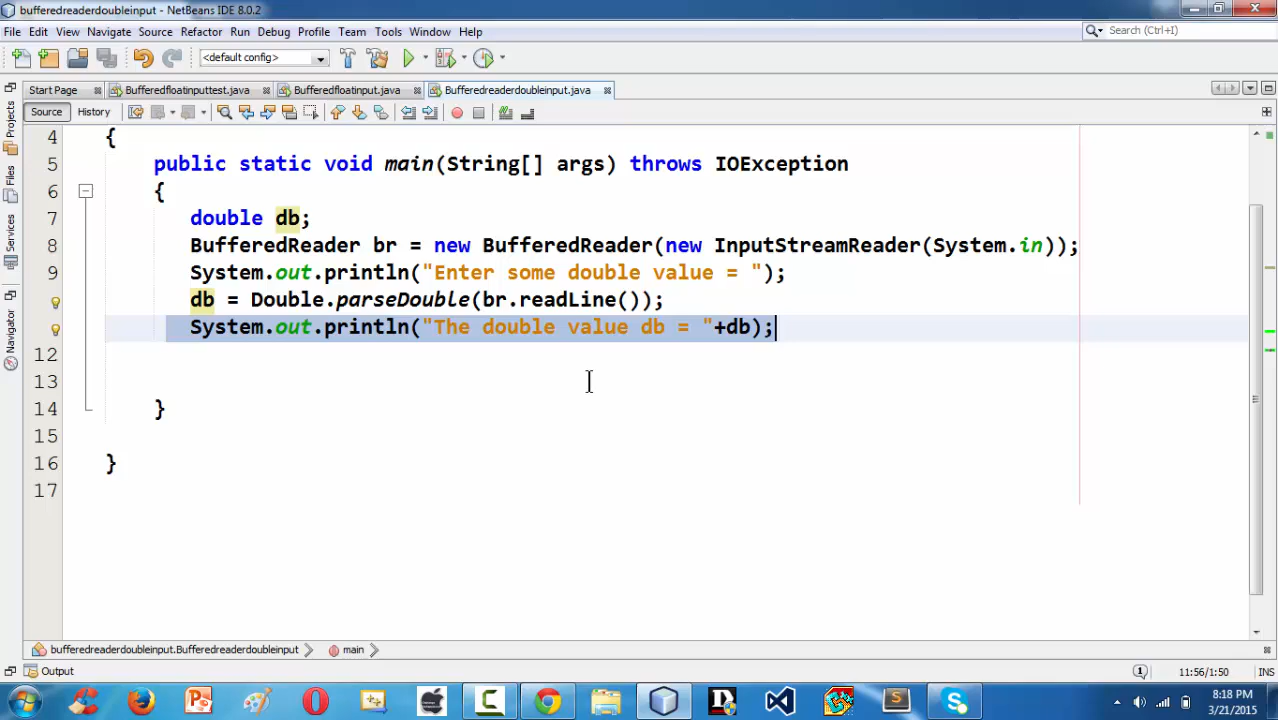 bufferedreaderdoubleinput - NetBeans IDE 8.0.2
File Edit View Navigate Source Refactor Run Debug Profile Team Tools Window Help
Search (Ctrl+I)
<default config>
Start Page Bufferedfloatinputtest.java Bufferedfloatinput.java Bufferedreaderdoubleinput.java
Source History
Projects
Files
Services
Navigator
4 {
5 public static void main(String[] args) throws IOException
6 {
7 double db;
8 BufferedReader br = new BufferedReader(new InputStreamReader(System.in));
9 System.out.println("Enter some double value = ");
db = Double.parseDouble(br.readLine());
System.out.println("The double value db = "+db);
12
13
14 }
15
16 }
17
bufferedreaderdoubleinput.Bufferedreaderdoubleinput main
Output 1 11:56/1:50 INS
8:18 PM
3/21/2015